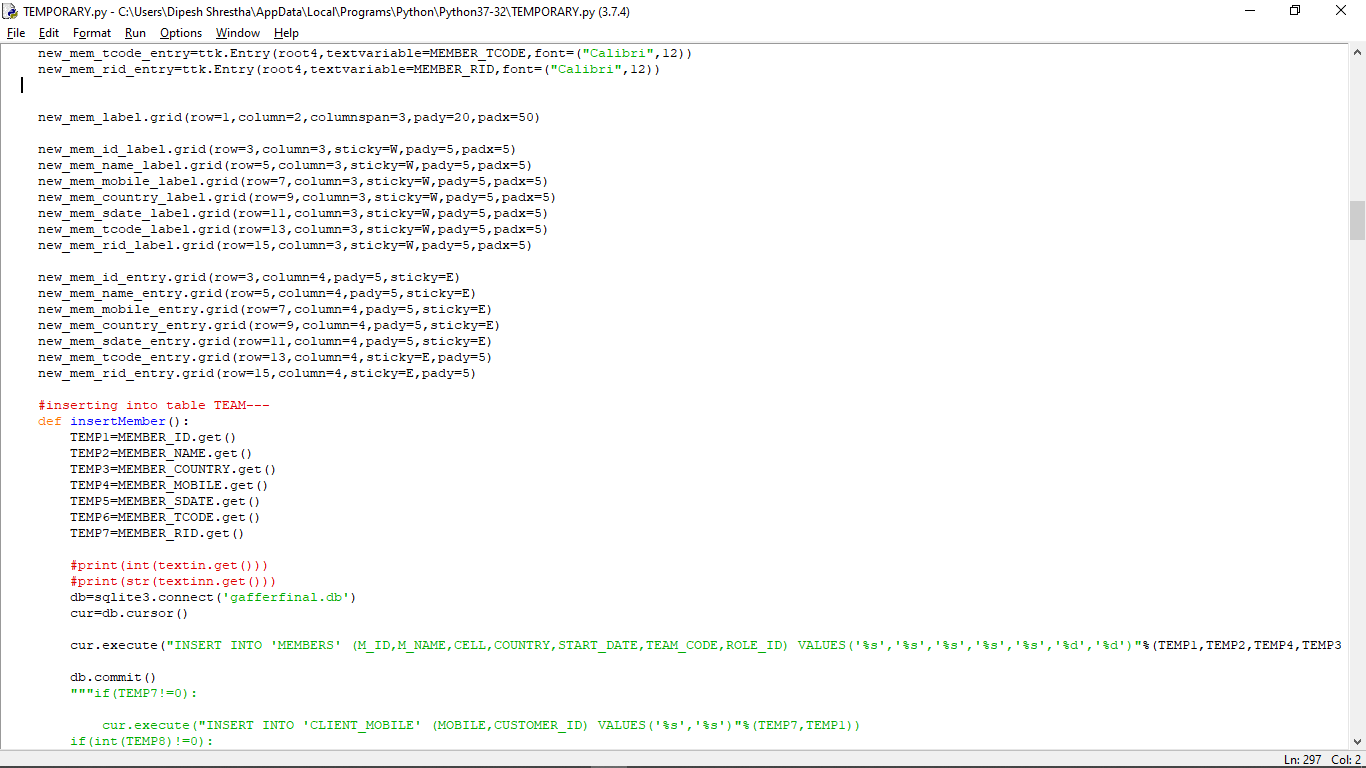 TEMPORARY.py - C:\Users\Dipesh Shrestha\AppData\Local\Programs\Python\Python37-32\TEMPORARY.py (3.7.4)
File Edit Format Run Options Window Help
new_mem_tcode_entry=ttk.Entry(root4,textvariable=MEMBER_TCODE,font=("Calibri",12))
new_mem_rid_entry=ttk.Entry(root4,textvariable=MEMBER_RID,font=("Calibri",12))
new_mem_label.grid(row=1,column=2,columnspan=3,pady=20,padx=50)
new_mem_id_label.grid(row=3,column=3,sticky=W,pady=5,padx=5)
new_mem_name_label.grid(row=5,column=3,sticky=W,pady=5,padx=5)
new_mem_mobile_label.grid(row=7,column=3,sticky=W,pady=5,padx=5)
new_mem_country_label.grid(row=9,column=3,sticky=W,pady=5,padx=5)
new_mem_sdate_label.grid(row=11,column=3,sticky=W,pady=5,padx=5)
new_mem_tcode_label.grid(row=13,column=3,sticky=W,pady=5,padx=5)
new_mem_rid_label.grid(row=15,column=3,sticky=W,pady=5,padx=5)
new_mem_id_entry.grid(row=3,column=4,pady=5,sticky=E)
new_mem_name_entry.grid(row=5,column=4,pady=5,sticky=E)
new_mem_mobile_entry.grid(row=7,column=4,pady=5,sticky=E)
new_mem_country_entry.grid(row=9,column=4,pady=5,sticky=E)
new_mem_sdate_entry.grid(row=11,column=4,pady=5,sticky=E)
new_mem_tcode_entry.grid(row=13,column=4,sticky=E,pady=5)
new_mem_rid_entry.grid(row=15,column=4,sticky=E,pady=5)
#inserting into table TEAM---
def insertMember():
TEMP1=MEMBER_ID.get()
TEMP2=MEMBER_NAME.get()
TEMP3=MEMBER_COUNTRY.get()
TEMP4=MEMBER_MOBILE.get()
TEMP5=MEMBER_SDATE.get()
TEMP6=MEMBER_TCODE.get()
TEMP7=MEMBER_RID.get()
#print(int(textin.get()))
#print(str(textinn.get()))
db=sqlite3.connect('gafferfinal.db')
cur=db.cursor()
cur.execute("INSERT INTO 'MEMBERS' (M_ID,M_NAME,CELL,COUNTRY,START_DATE,TEAM_CODE,ROLE_ID) VALUES('%s','%s','%s','%s','%s','%d','%d')"%(TEMP1,TEMP2,TEMP4,TEMP3
db.commit()
"""if(TEMP7!=0):
cur.execute("INSERT INTO 'CLIENT_MOBILE' (MOBILE,CUSTOMER_ID) VALUES('%s','%s')"%(TEMP7,TEMP1))
if(int(TEMP8)!=0):
Ln: 297 Col: 2